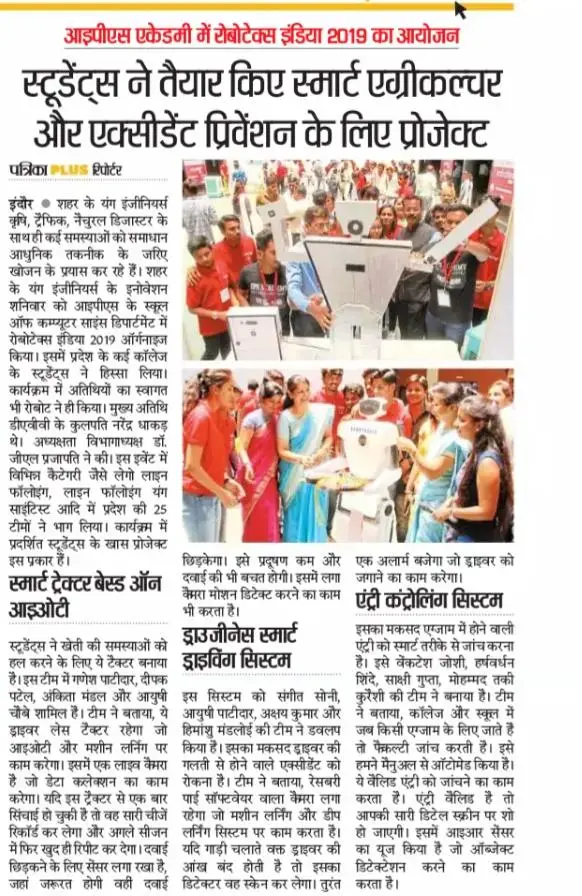 आइपीएस एकेडमी में रोबोटेक्स इंडिया 2019 का आयोजन
स्टूडेंट्स ने तैयार किए स्मार्ट एग्रीकल्चर
और एक्सीडेंट प्रिवेंशन के लिए प्रोजेक्ट
पत्रिका PLUS रिपोर्टर
इंदौर ● शहर के यंग इंजीनियर्स
कृषि, ट्रैफिक, नैचुरल डिजास्टर के
साथ ही कई समस्याओं को समाधान
आधुनिक तकनीक के जरिए
खोजन के प्रयास कर रहे हैं। शहर
के यंग इंजीनियर्स के इनोवेशन
शनिवार को आइपीएस के स्कूल
ऑफ कम्प्यूटर साइंस डिपार्टमेंट में
रोबोटेक्स इंडिया 2019 ऑर्गनाइज
किया। इसमें प्रदेश के कई कॉलेज
के स्टूडेंट्स ने हिस्सा लिया।
कार्यक्रम में अतिथियों का स्वागत
भी रोबोट ने ही किया। मुख्य अतिथि
डीएवीवी के कुलपति नरेंद्र धाकड़
थे। अध्यक्षता विभागाध्यक्ष डॉ.
जीएल प्रजापति ने की। इस इवेंट में
विभिन्न कैटेगरी जैसे लेगो लाइन
फॉलोइंग, लाइन फॉलोइंग यंग
साइंटिस्ट आदि में प्रदेश की 25
टीमों ने भाग लिया। कार्यक्रम में
प्रदर्शित स्टूडेंट्स के खास प्रोजेक्ट
इस प्रकार हैं।
स्मार्ट ट्रेक्टर बेस्ड ऑन
आइओटी
स्टूडेंट्स ने खेती की समस्याओं को
हल करने के लिए ये टैक्टर बनाया
है। इस टीम में गणेश पाटीदार, दीपक
पटेल, अंकिता मंडल और आयुषी
चौबे शामिल है। टीम ने बताया, ये
ड्राइवर लेस ट्रैक्टर रहेगा जो
आइओटी और मशीन लर्निंग पर
काम करेगा। इसमें एक लाइव कैमरा
है जो डेटा कलेक्शन का काम
करेगा। यदि इस ट्रैक्टर से एक बार
सिंचाई हो चुकी है तो वह सारी चीजें
रिकॉर्ड कर लेगा और अगले सीजन
में फिर खुद ही रिपीट कर देगा। दवाई
छिड़कने के लिए सेंसर लगा रखा है,
जहां जरूरत होगी वही दवाई
छिड़केगा। इसे प्रदूषण कम और
दवाई की भी बचत होगी। इसमें लगा
कैमरा मोशन डिटेक्ट करने का काम
भी करता है।
ड्राउजीनेस स्मार्ट
ड्राइविंग सिस्टम
इस सिस्टम को संगीत सोनी,
आयुषी पाटीदार, अक्षय कुमार और
हिमांशु मंडलोई की टीम ने डवलप
किया है। इसका मकसद ड्राइवर की
गलती से होने वाले एक्सीडेंट को
रोकना है। टीम ने बताया, रेसबरी
पाई सॉफ्टवेयर वाला कैमरा लगा
रहेगा जो मशीन लर्निंग और डीप
लर्निंग सिस्टम पर काम करता है।
यदि गाड़ी चलाते वक्त ड्राइवर की
आंख बंद होती है तो इसका
डिटेक्टर वह स्केन कर लेगा। तुरंत
एक अलार्म बजेगा जो ड्राइवर को
जगाने का काम करेगा।
एंट्री कंट्रोलिंग सिस्टम
इसका मकसद एग्जाम में होने वाली
एंट्री को स्मार्ट तरीके से जांच करना
है। इसे वेंकटेश जोशी, हर्षवर्धन
शिंदे, साक्षी गुप्ता, मोहम्मद तकी
कुरैशी की टीम ने बनाया है। टीम
ने बताया, कॉलेज और स्कूल में
जब किसी एग्जाम के लिए जाते हैं
तो फैकल्टी जांच करती है। इसे
हमने मैनुअल से ऑटोमेड किया है।
ये वेलिड एंट्री को जांचने का काम
करता है। एंट्री वैलिड है तो
आपकी सारी डिटेल स्क्रीन पर शो
हो जाएगी। इसमें आइआर सेंसर
का यूज किया है जो ऑब्जेक्ट
डिटेक्टेशन करने का काम
करता है।